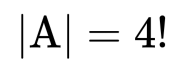 |A| = 4!